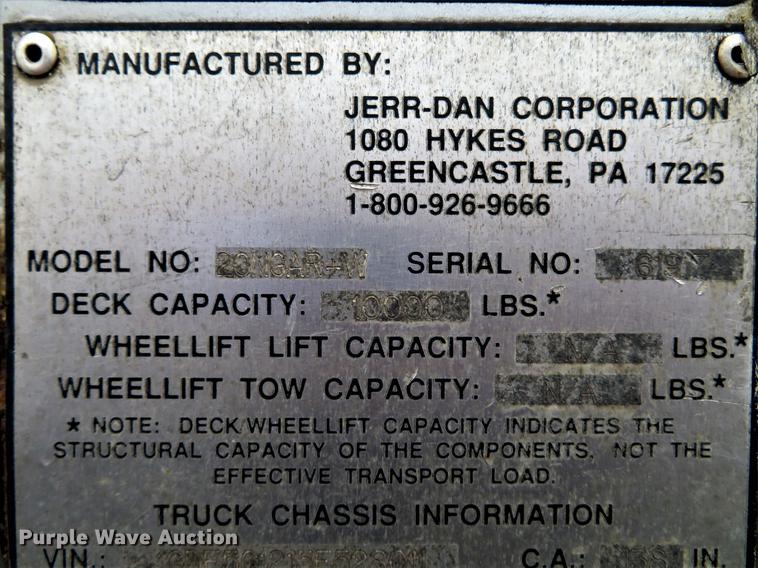 MANUFACTURED BY:
JERR-DAN CORPORATION
1080 HYKES ROAD
GREENCASTLE, PA 17225
1-800-926-9666
MODEL NO: SERIAL NO:
DECK CAPACITY: 10000 LBS.*
WHEELLIFT LIFT CAPACITY: N/A LBS.*
WHEELLIFT TOW CAPACITY: N/A LBS.*
* NOTE: DECK/WHEELLIFT CAPACITY INDICATES THE
STRUCTURAL CAPACITY OF THE COMPONENTS, NOT THE
EFFECTIVE TRANSPORT LOAD.
TRUCK CHASSIS INFORMATION
Purple Wave Auction
VIN.: C.A.: IN.